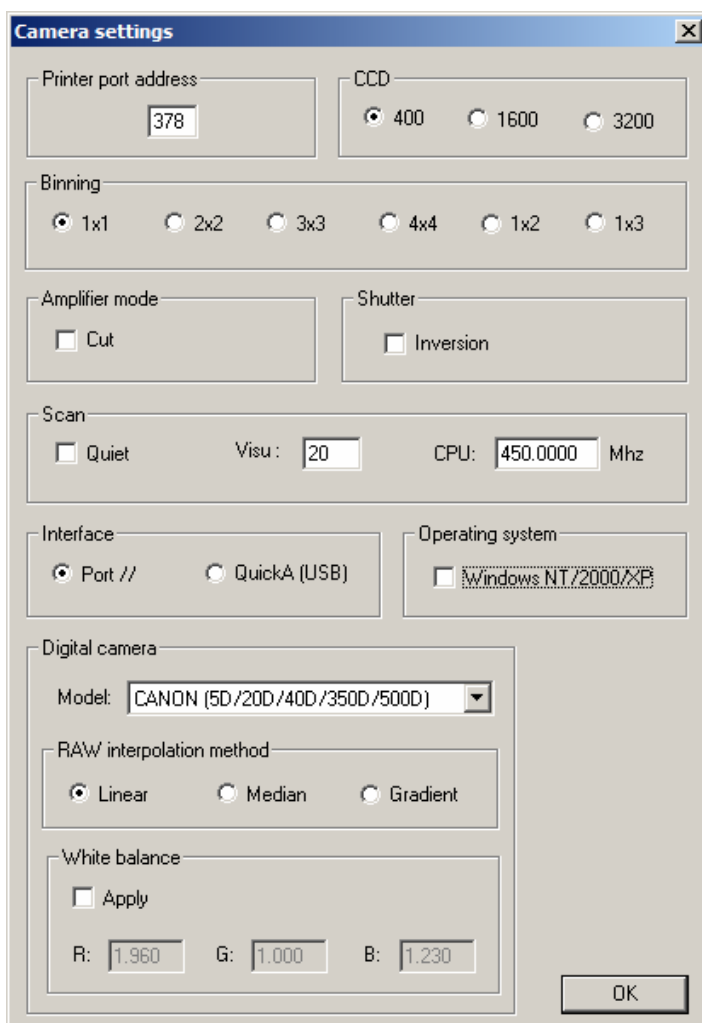 Camera settings
Printer port address
CCD
378
400 1600 3200
Binning
1x1 2x2 3x3 4x4 1x2 1x3
Amplifier mode
Shutter
Cut
Inversion
Scan
Quiet Visu : 20 CPU: 450.0000 Mhz
Interface
Operating system
Port // QuickA (USB)
Windows NT/2000/XP
Digital camera
Model: CANON (5D/20D/40D/350D/500D)
RAW interpolation method
Linear Median Gradient
White balance
Apply
R: 1.960 G: 1.000 B: 1.230
OK